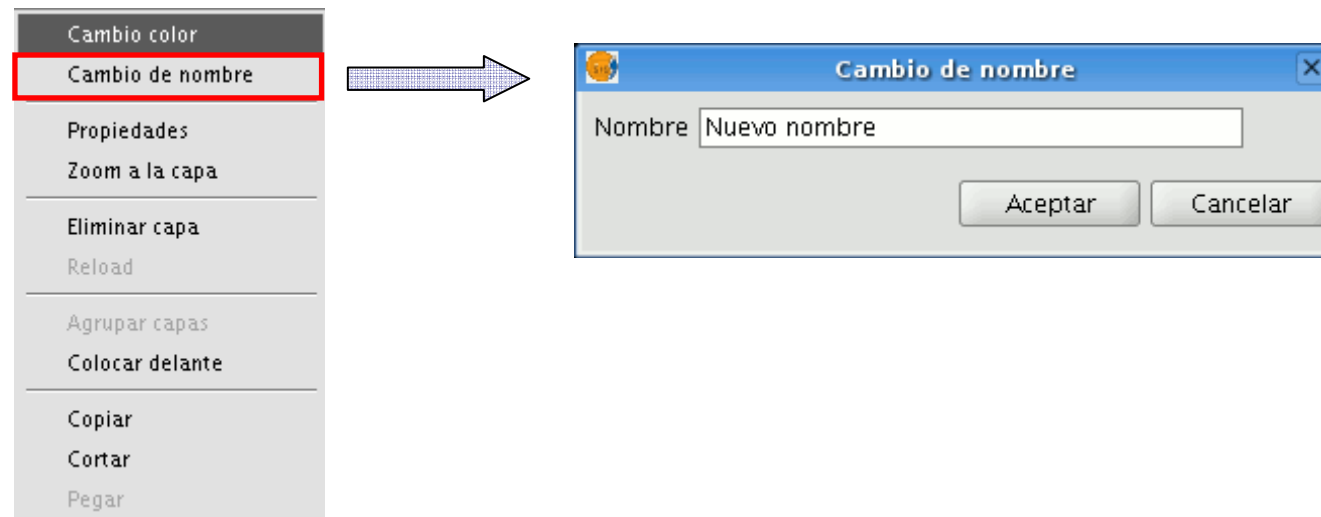 Cambio color
Cambio de nombre
Propiedades
Zoom a la capa
Eliminar capa
Reload
Agrupar capas
Colocar delante
Copiar
Cortar
Pegar
Cambio de nombre
Nombre Nuevo nombre
Aceptar Cancelar